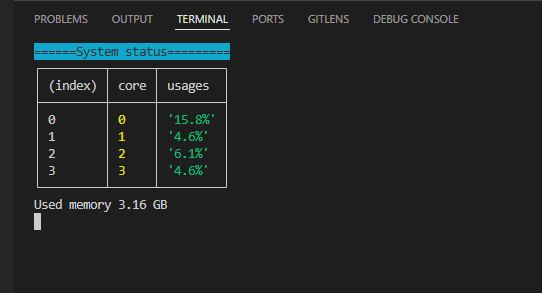 PROBLEMS OUTPUT TERMINAL PORTS GITLENS DEBUG CONSOLE
======System status=========
(index) core usages
0 0 '15.8%'
1 1 '4.6%'
2 2 '6.1%'
3 3 '4.6%'
Used memory 3.16 GB